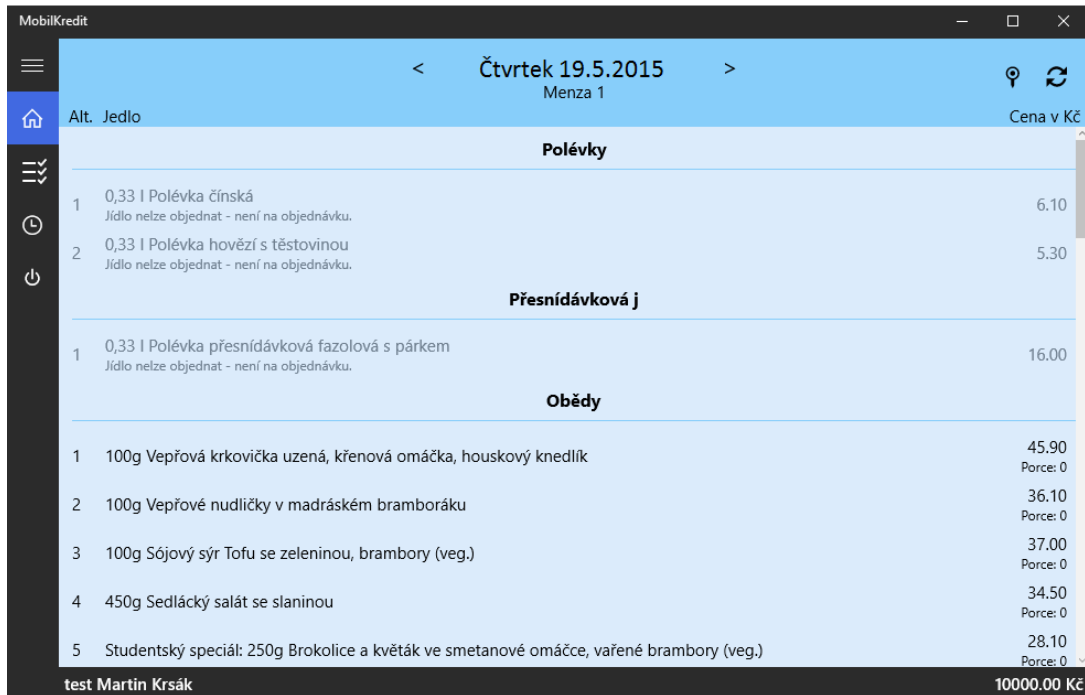 MobilKredit
< Čtvrtek 19.5.2015 >
Menza 1
Alt. Jedlo Cena v Kč
Polévky
1 0,33 l Polévka čínská 6.10
Jídlo nelze objednat - není na objednávku.
2 0,33 l Polévka hovězí s těstovinou 5.30
Jídlo nelze objednat - není na objednávku.
Přesnídávková j
1 0,33 l Polévka přesnídávková fazolová s párkem 16.00
Jídlo nelze objednat - není na objednávku.
Obědy
1 100g Vepřová krkovička uzená, křenová omáčka, houskový knedlík 45.90
Porce: 0
2 100g Vepřové nudličky v madráském bramboráku 36.10
Porce: 0
3 100g Sójový sýr Tofu se zeleninou, brambory (veg.) 37.00
Porce: 0
4 450g Sedlácký salát se slaninou 34.50
Porce: 0
5 Studentský speciál: 250g Brokolice a květák ve smetanové omáčce, vařené brambory (veg.) 28.10
Porce: 0
test Martin Krsák 10000.00 Kč